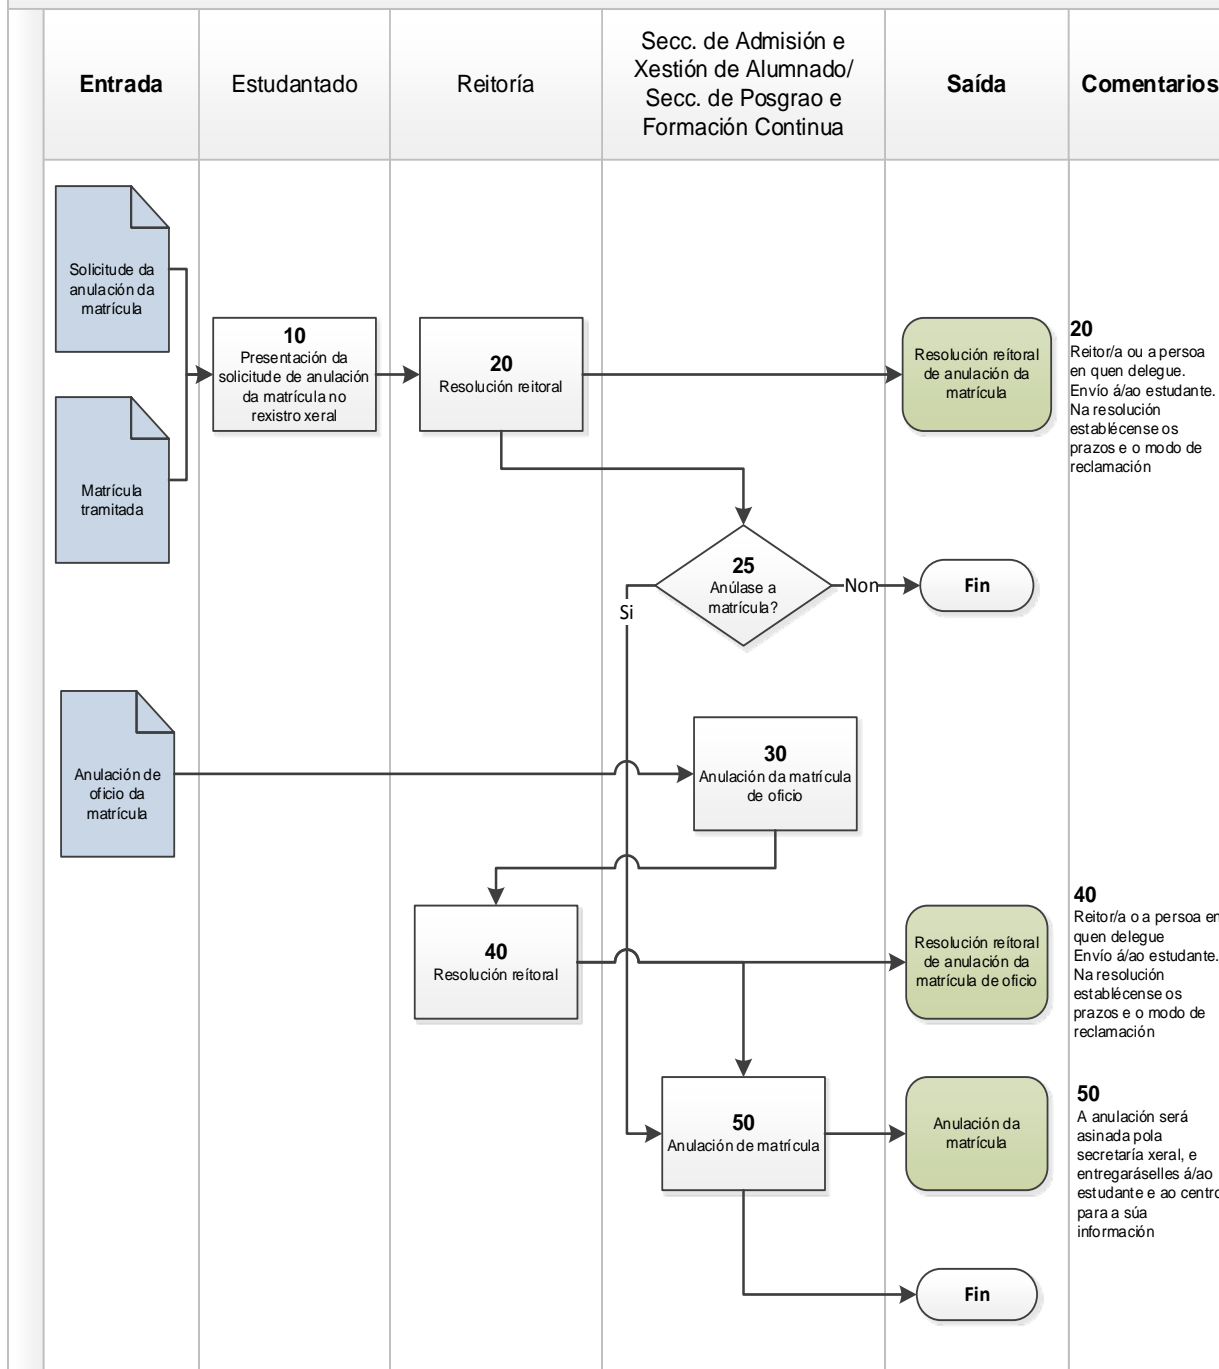 Entrada
Estudantado
Reitoría
Secc. de Admisión e
Xestión de Alumnado/
Secc. de Posgrao e
Formación Continua
Saída
Comentarios
Solicitude da
anulación da
matrícula
Matrícula
tramitada
10
Presentación da
solicitude de anulación
da matrícula no
rexistro xeral
20
Resolución reitoral
Resolución reitoral
de anulación da
matrícula
20
Reitor/a ou a persoa
en quen delegue.
Envío á/ao estudante.
Na resolución
establécense os
prazos e o modo de
reclamación
25
Anúlase a
matrícula?
Non
Fin
Si
Anulación de
oficio da
matrícula
30
Anulación da matrícula
de oficio
40
Resolución reitoral
Resolución reitoral
de anulación da
matrícula de oficio
40
Reitor/a o a persoa en
quen delegue
Envío á/ao estudante.
Na resolución
establécense os
prazos e o modo de
reclamación
50
Anulación de matrícula
Anulación da
matrícula
50
A anulación será
asinada pola
secretaría xeral, e
entregaráselles á/ao
estudante e ao centro
para a súa
información
Fin